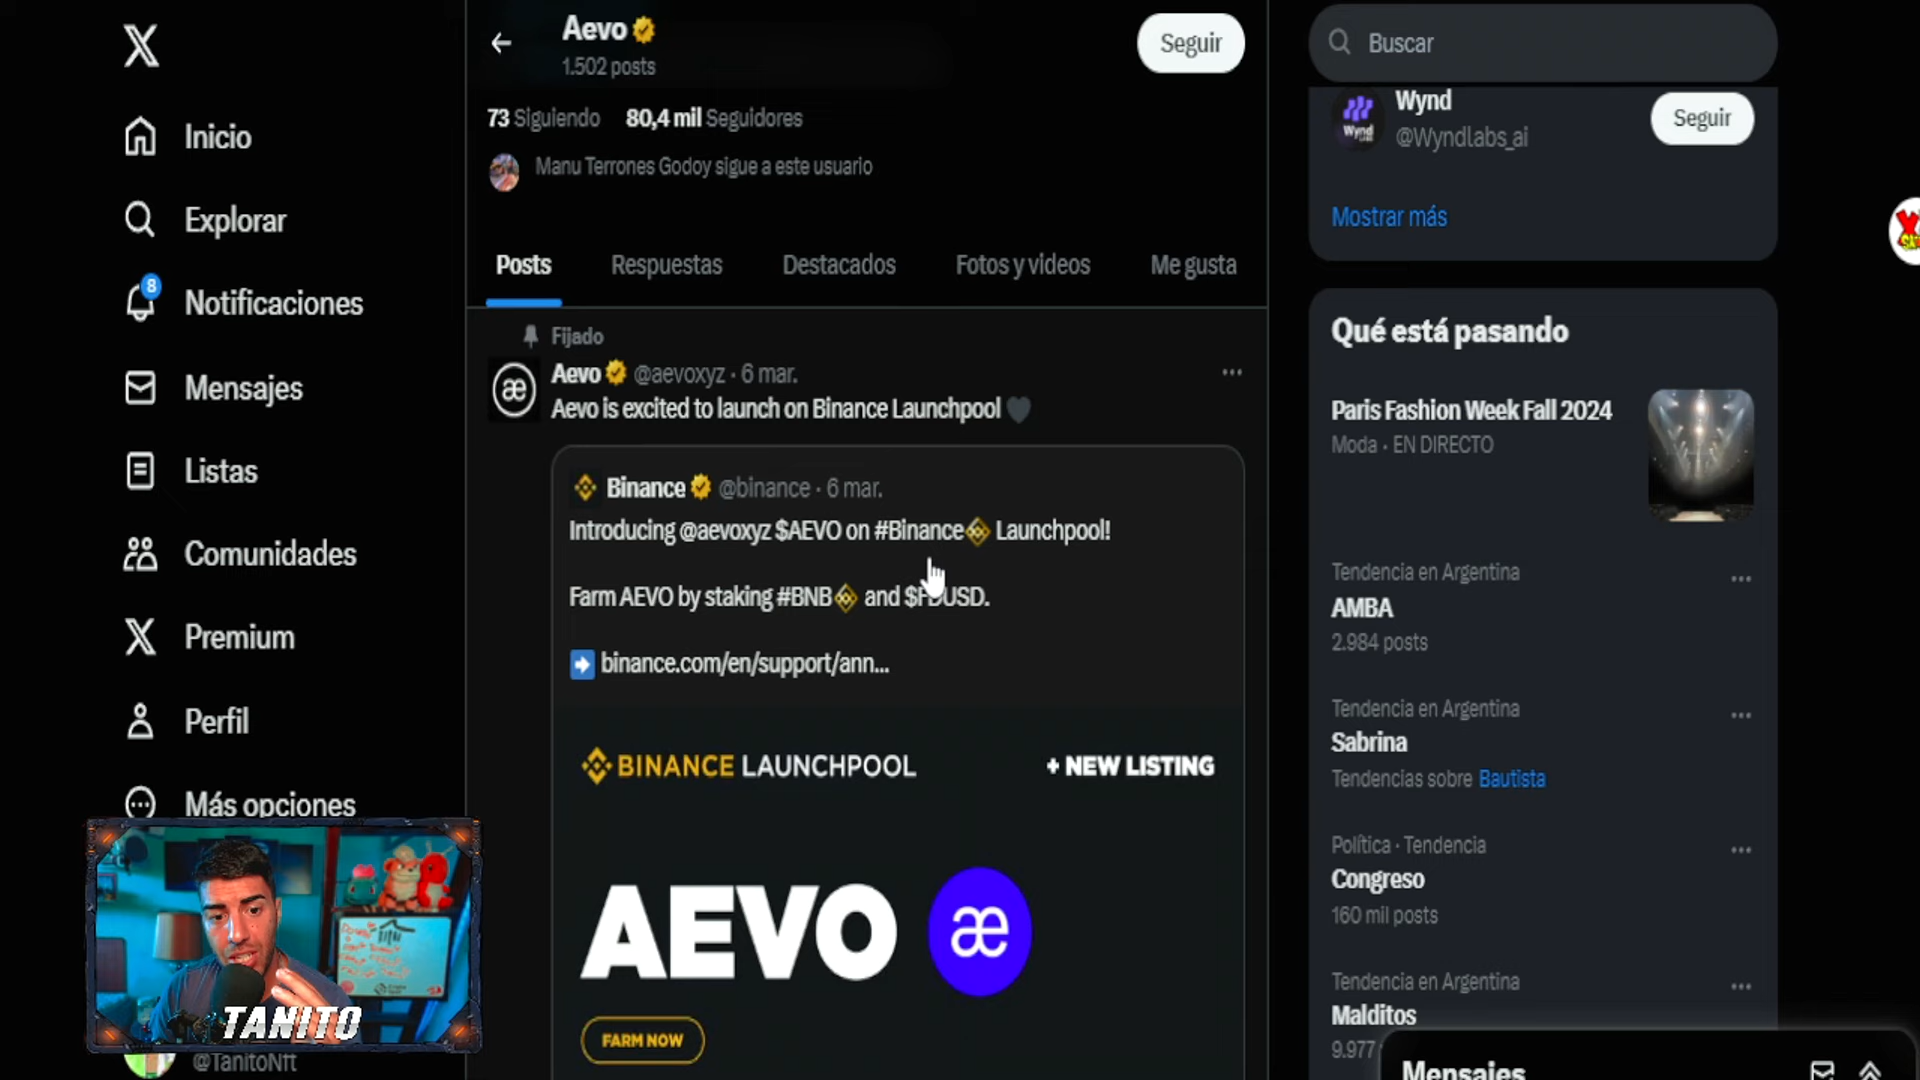 Inicio
Explorar
8
Notificaciones
Mensajes
Listas
Comunidades
Premium
Perfil
Más opciones
TANITO
@TanitoNft
Aevo
1.502 posts
Seguir
73 Siguiendo 80,4 mil Seguidores
Manu Terrones Godoy sigue a este usuario
Posts Respuestas Destacados Fotos y videos Me gusta
Fijado
Aevo @aevoxyz · 6 mar.
Aevo is excited to launch on Binance Launchpool
Binance @binance · 6 mar.
Introducing @aevoxyz $AEVO on #Binance Launchpool!
Farm AEVO by staking #BNB and $FDUSD.
binance.com/en/support/ann...
BINANCE LAUNCHPOOL
+ NEW LISTING
AEVO æ
FARM NOW
Buscar
Wynd
@Wyndlabs_ai
Seguir
Mostrar más
Qué está pasando
Paris Fashion Week Fall 2024
Moda · EN DIRECTO
Tendencia en Argentina
AMBA
2.984 posts
Tendencia en Argentina
Sabrina
Tendencias sobre Bautista
Política · Tendencia
Congreso
160 mil posts
Tendencia en Argentina
Malditos
9.977
Mensajes